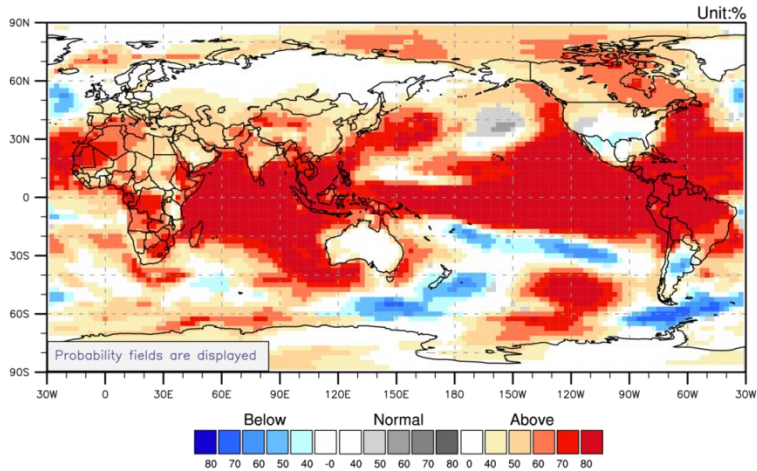 Unit:%
90N
60N
30N
0
30S
60S
90S
Probability fields are displayed
30W 0 30E 60E 90E 120E 150E 180 150W 120W 90W 60W 30W
Below Normal Above
80 70 60 50 40 -0 40 50 60 70 80 0 40 50 60 70 80